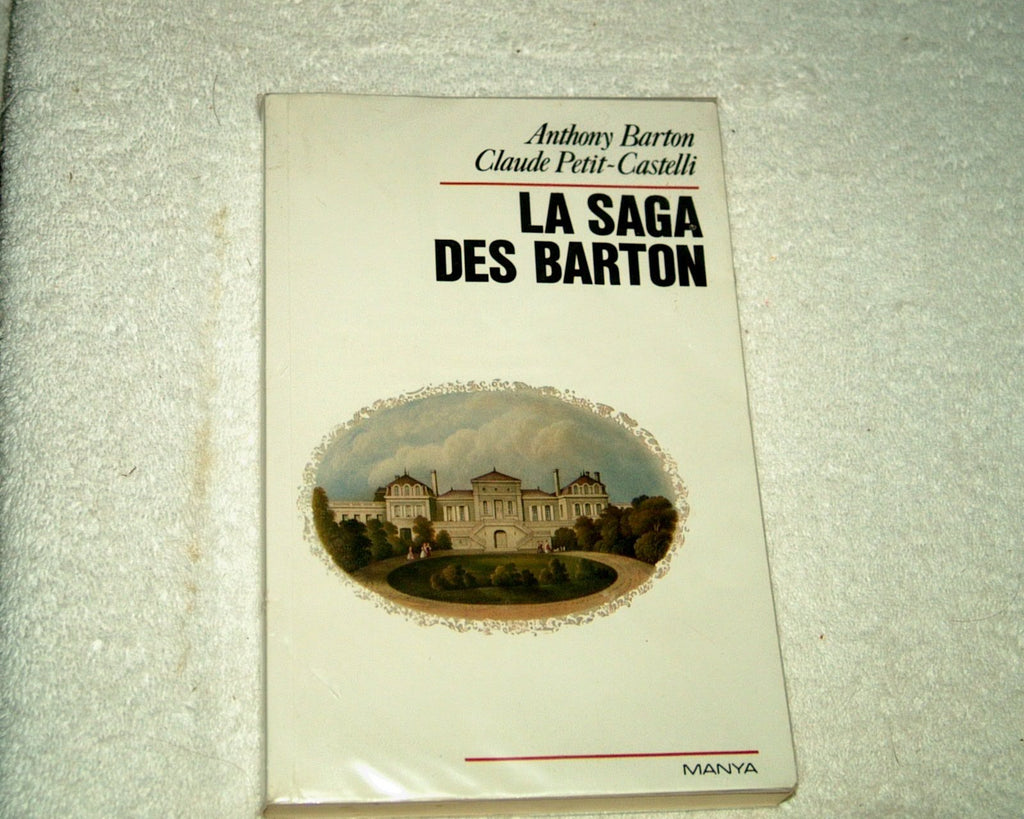 Anthony Barton
Claude Petit-Castelli
LA SAGA
DES BARTON
MANYA